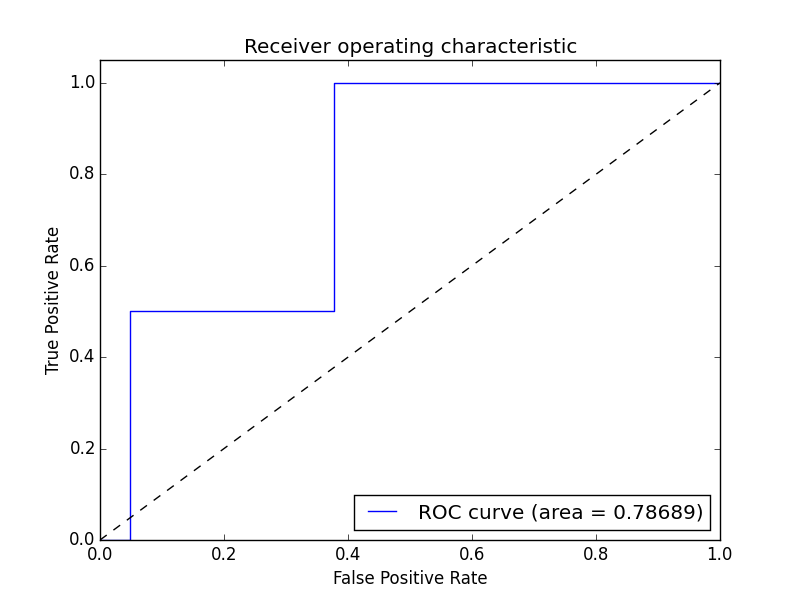 Receiver operating characteristic
1.0
0.8
0.6
0.4
0.2
0.0
True Positive Rate
ROC curve (area = 0.78689)
0.0 0.2 0.4 0.6 0.8 1.0
False Positive Rate